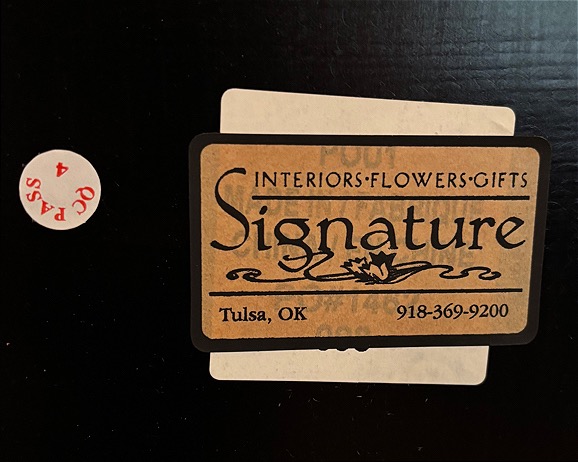 QC PASS
4
INTERIORS·FLOWERS·GIFTS
Signature
Tulsa, OK 918-369-9200